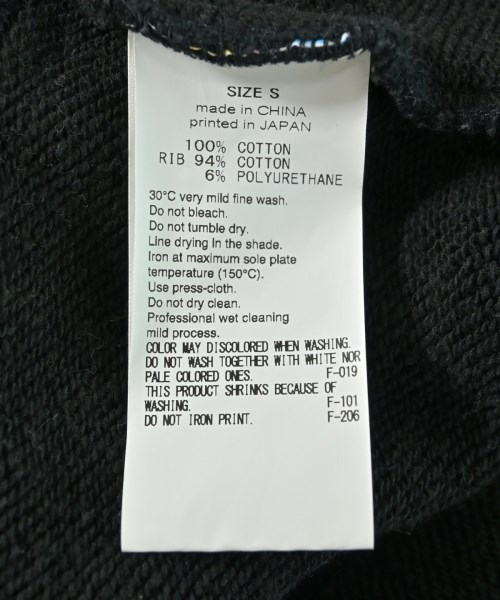 SIZE S
made in CHINA
printed in JAPAN
100% COTTON
RIB 94% COTTON
6% POLYURETHANE
30°C very mild fine wash.
Do not bleach.
Do not tumble dry.
Line drying in the shade.
Iron at maximum sole plate
temperature (150°C).
Use press-cloth.
Do not dry clean.
Professional wet cleaning
mild process.
COLOR MAY DISCOLORED WHEN WASHING.
DO NOT WASH TOGETHER WITH WHITE NOR
PALE COLORED ONES. F-019
THIS PRODUCT SHRINKS BECAUSE OF
WASHING. F-101
DO NOT IRON PRINT. F-206